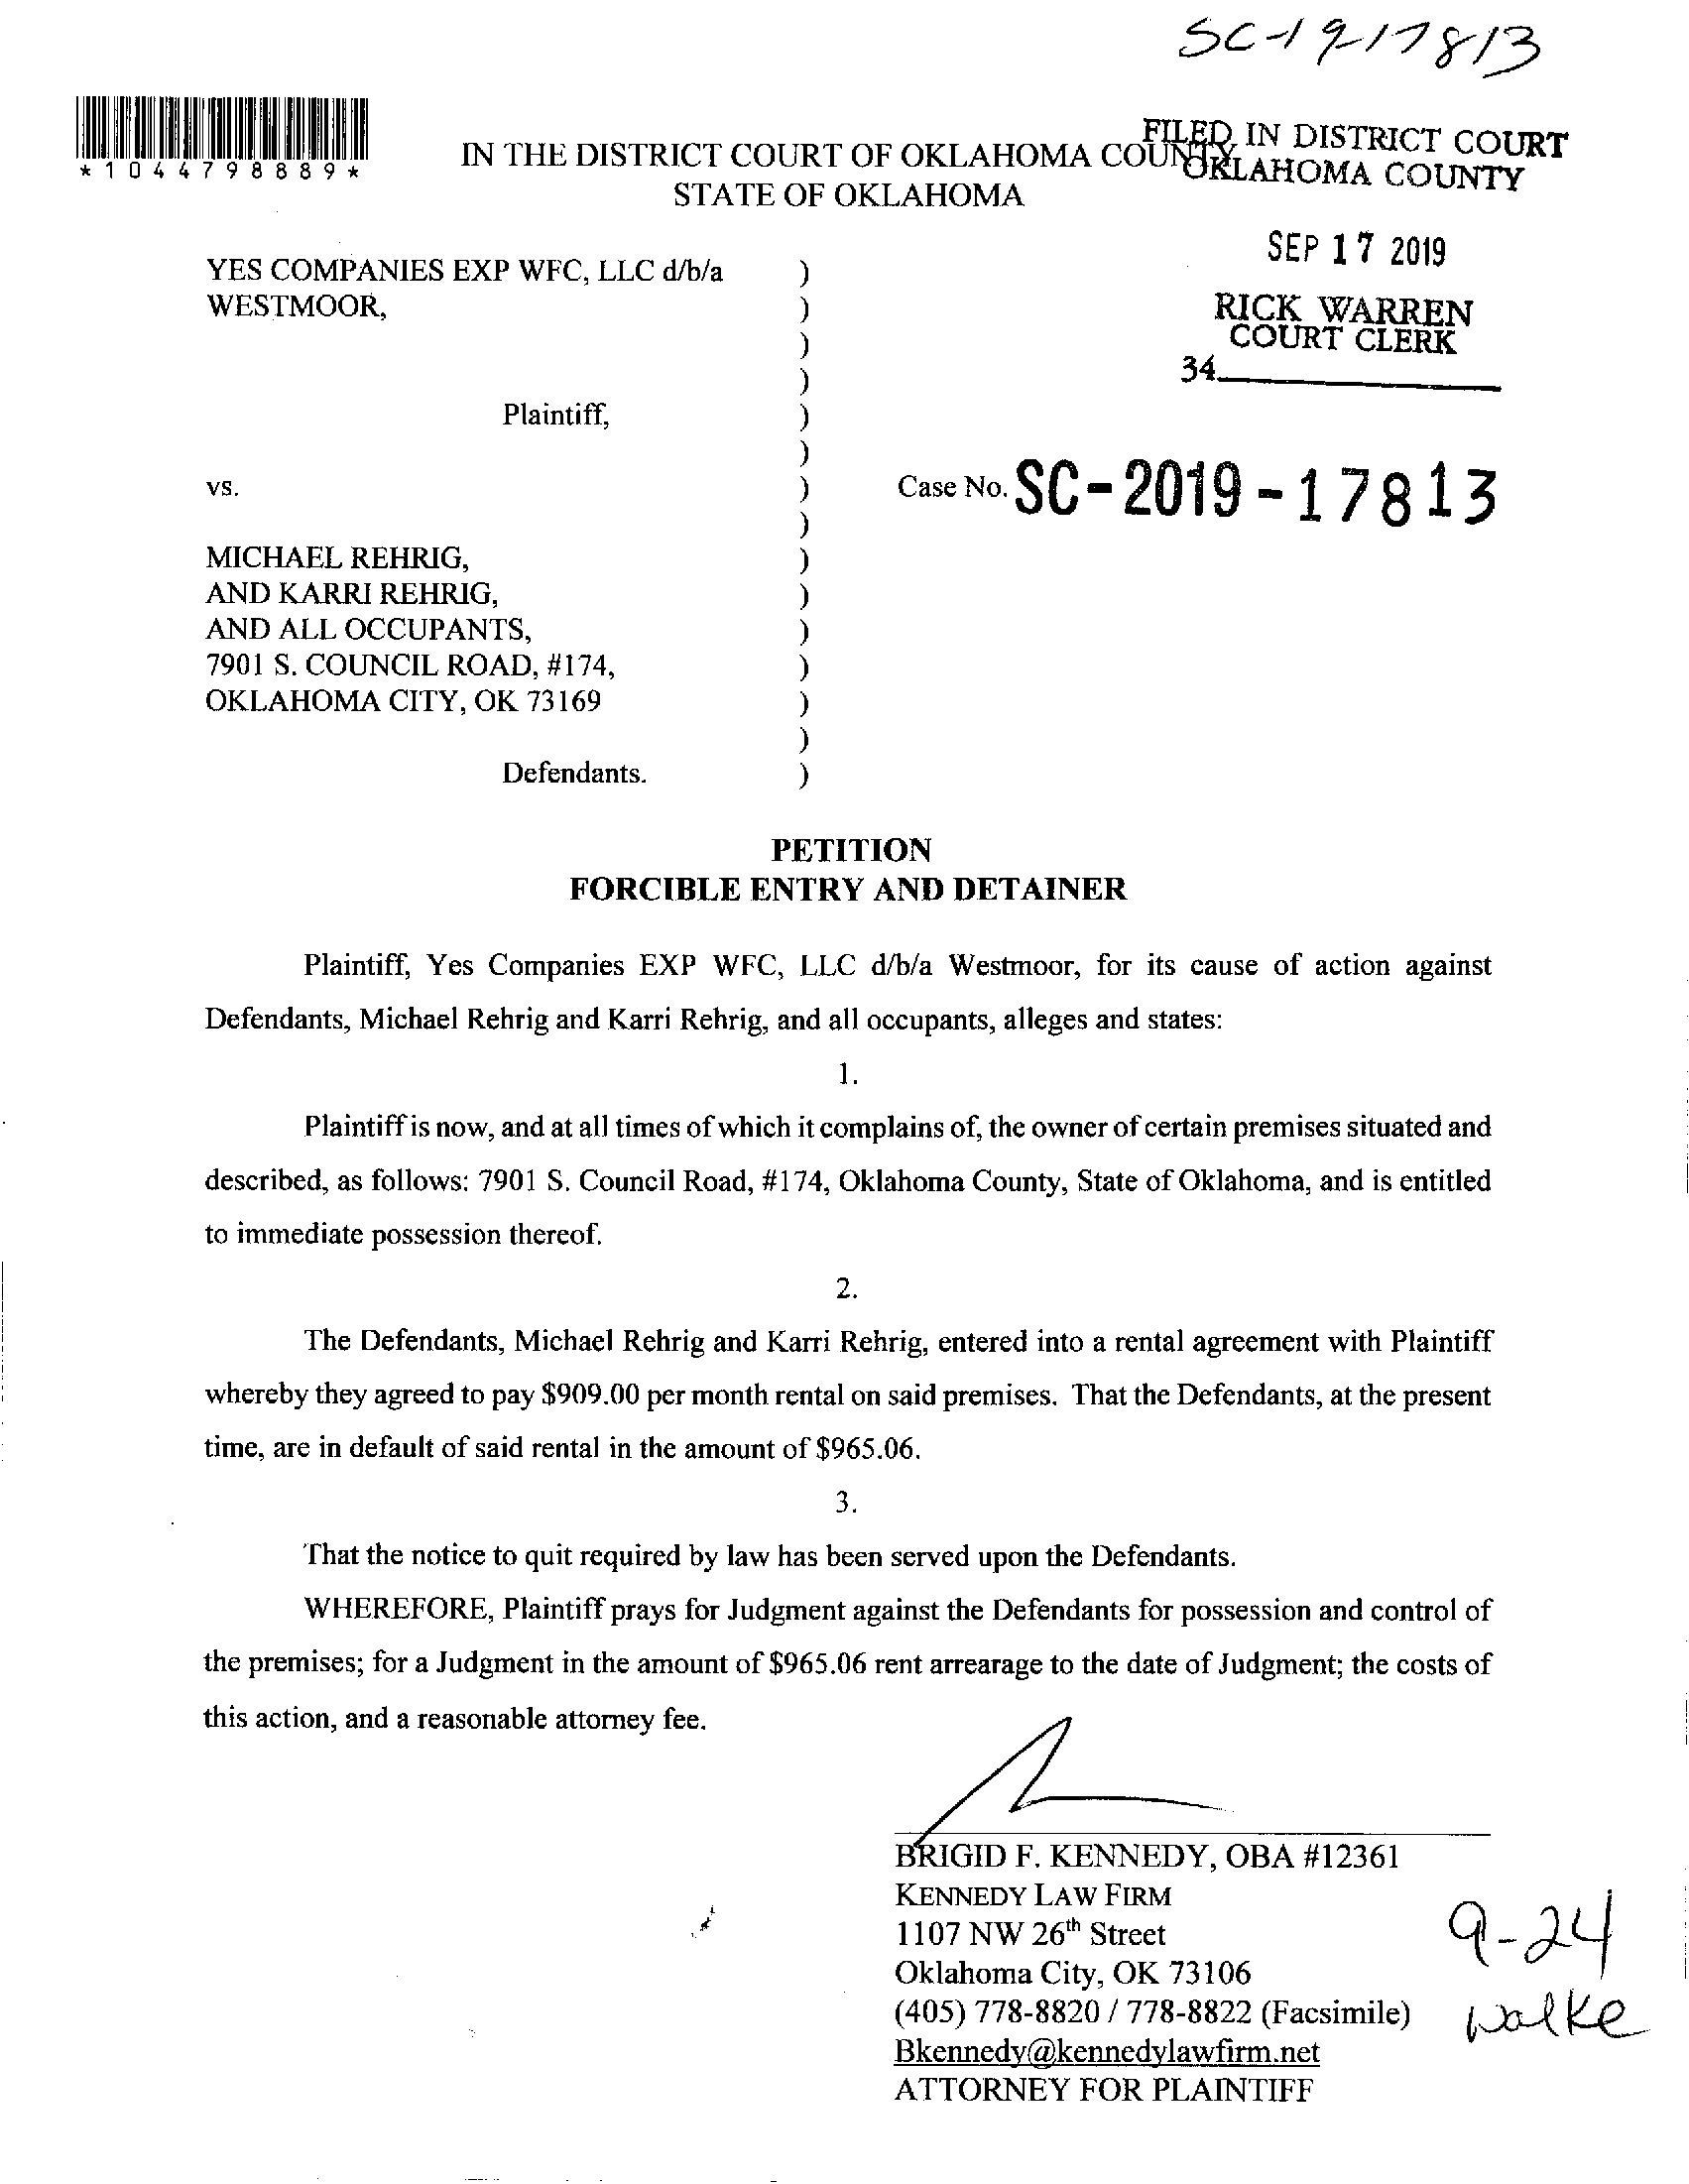 SC-19-17813
*1044798889*
IN THE DISTRICT COURT OF OKLAHOMA COUNTY
STATE OF OKLAHOMA
FILED IN DISTRICT COURT
OKLAHOMA COUNTY
SEP 17 2019
RICK WARREN
COURT CLERK
34
YES COMPANIES EXP WFC, LLC d/b/a )
WESTMOOR, )
)
)
Plaintiff, )
)
vs. ) Case No. SC-2019-17813
)
MICHAEL REHRIG, )
AND KARRI REHRIG, )
AND ALL OCCUPANTS, )
7901 S. COUNCIL ROAD, #174, )
OKLAHOMA CITY, OK 73169 )
)
Defendants. )
PETITION
FORCIBLE ENTRY AND DETAINER
Plaintiff, Yes Companies EXP WFC, LLC d/b/a Westmoor, for its cause of action against
Defendants, Michael Rehrig and Karri Rehrig, and all occupants, alleges and states:
1.
Plaintiff is now, and at all times of which it complains of, the owner of certain premises situated and
described, as follows: 7901 S. Council Road, #174, Oklahoma County, State of Oklahoma, and is entitled
to immediate possession thereof.
2.
The Defendants, Michael Rehrig and Karri Rehrig, entered into a rental agreement with Plaintiff
whereby they agreed to pay $909.00 per month rental on said premises. That the Defendants, at the present
time, are in default of said rental in the amount of $965.06.
3.
That the notice to quit required by law has been served upon the Defendants.
WHEREFORE, Plaintiff prays for Judgment against the Defendants for possession and control of
the premises; for a Judgment in the amount of $965.06 rent arrearage to the date of Judgment; the costs of
this action, and a reasonable attorney fee.
BRIGID F. KENNEDY, OBA #12361
KENNEDY LAW FIRM
1107 NW 26th Street
Oklahoma City, OK 73106
(405) 778-8820 / 778-8822 (Facsimile)
Bkennedy@kennedylawfirm.net
ATTORNEY FOR PLAINTIFF
9-24
Walke